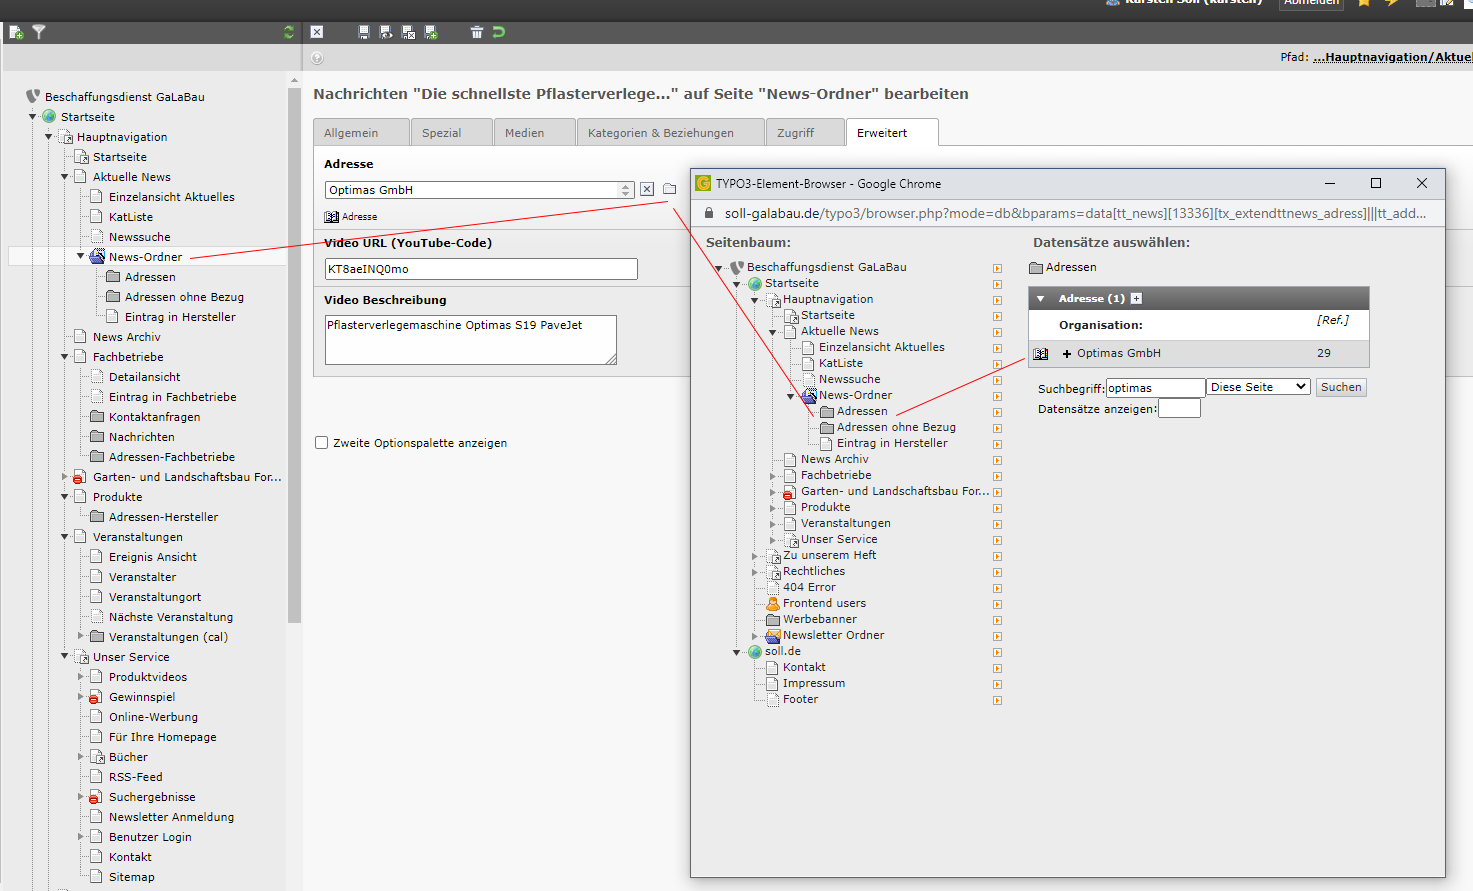 Karsten Soll (karsten)
Abmelden
Pfad: ...Hauptnavigation/Aktuel
Beschaffungsdienst GaLaBau
Startseite
Hauptnavigation
Startseite
Aktuelle News
Einzelansicht Aktuelles
KatListe
Newssuche
News-Ordner
Adressen
Adressen ohne Bezug
Eintrag in Hersteller
News Archiv
Fachbetriebe
Detailansicht
Eintrag in Fachbetriebe
Kontaktanfragen
Nachrichten
Adressen-Fachbetriebe
Garten- und Landschaftsbau For...
Produkte
Adressen-Hersteller
Veranstaltungen
Ereignis Ansicht
Veranstalter
Veranstaltungort
Nächste Veranstaltung
Veranstaltungen (cal)
Unser Service
Produktvideos
Gewinnspiel
Online-Werbung
Für Ihre Homepage
Bücher
RSS-Feed
Suchergebnisse
Newsletter Anmeldung
Benutzer Login
Kontakt
Sitemap
Nachrichten "Die schnellste Pflasterverlege..." auf Seite "News-Ordner" bearbeiten
Allgemein Spezial Medien Kategorien & Beziehungen Zugriff Erweitert
Adresse
Optimas GmbH
Adresse
Video URL (YouTube-Code)
KT8aeINQ0mo
Video Beschreibung
Pflasterverlegemaschine Optimas S19 PaveJet
Zweite Optionspalette anzeigen
TYPO3-Element-Browser - Google Chrome
soll-galabau.de/typo3/browser.php?mode=db&bparams=data[tt_news][13336][tx_extendttnews_adress]|||tt_add...
Seitenbaum:
Beschaffungsdienst GaLaBau
Startseite
Hauptnavigation
Startseite
Aktuelle News
Einzelansicht Aktuelles
KatListe
Newssuche
News-Ordner
Adressen
Adressen ohne Bezug
Eintrag in Hersteller
News Archiv
Fachbetriebe
Garten- und Landschaftsbau For...
Produkte
Veranstaltungen
Unser Service
Zu unserem Heft
Rechtliches
404 Error
Frontend users
Werbebanner
Newsletter Ordner
soll.de
Kontakt
Impressum
Footer
Datensätze auswählen:
Adressen
Adresse (1)
Organisation: [Ref.]
Optimas GmbH 29
Suchbegriff: optimas Diese Seite Suchen
Datensätze anzeigen: